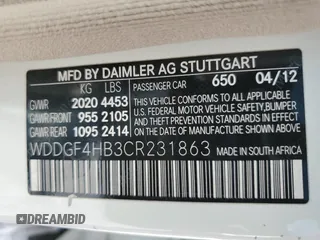 MFD BY DAIMLER AG STUTTGART
KG LBS PASSENGER CAR 650 04/12
GVWR 2020 4453 THIS VEHICLE CONFORMS TO ALL APPLICABLE
GAWR/FRONT 955 2105 U.S. FEDERAL MOTOR VEHICLE SAFETY, BUMPER,
GAWR REAR 1095 2414 AND THEFT PREVENTION STANDARDS IN EFFECT
ON THE DATE OF MANUFACTURE SHOWN ABOVE.
WDDGF4HB3CR231863 MADE IN SOUTH AFRICA
BIDHISTORY